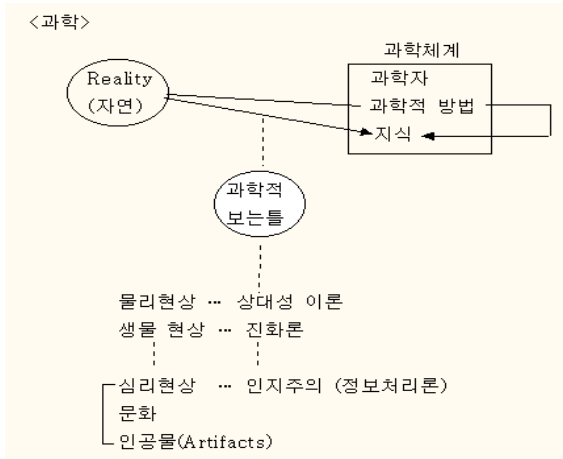 <과학>
과학체계
Reality
(자연)
과학자
과학적 방법
지식
과학적
보는틀
물리현상 … 상대성 이론
생물 현상 … 진화론
심리현상 … 인지주의 (정보처리론)
문화
인공물(Artifacts)